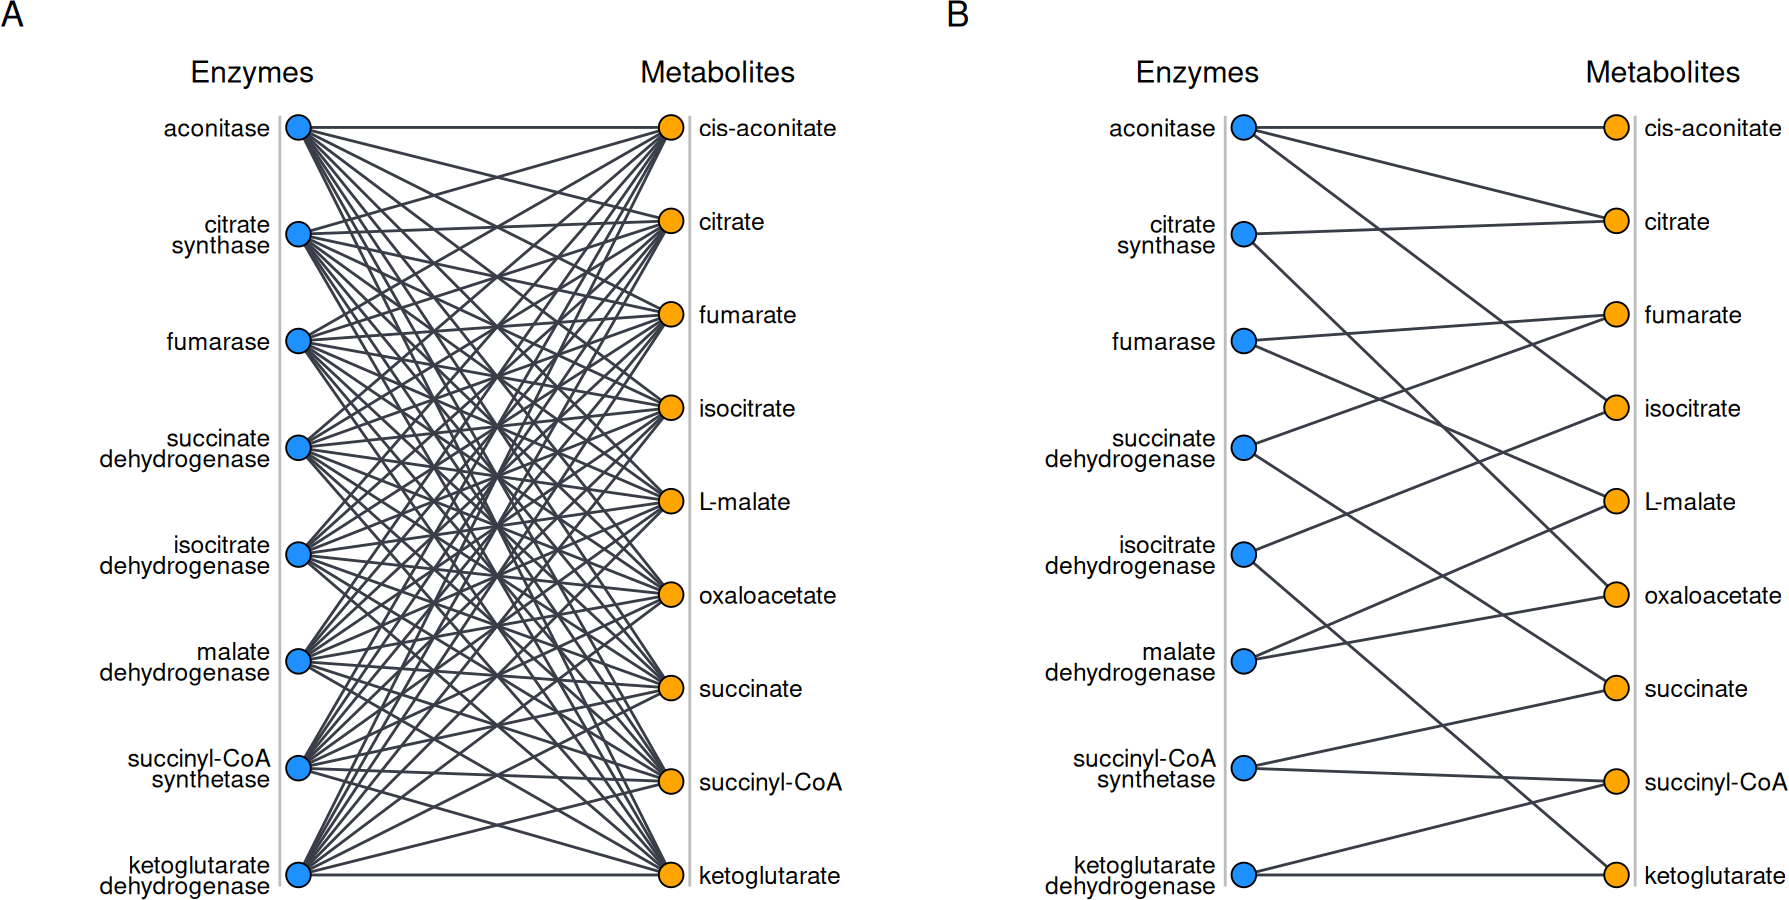 A
Enzymes
Metabolites
aconitase
citrate
synthase
fumarase
succinate
dehydrogenase
isocitrate
dehydrogenase
malate
dehydrogenase
succinyl-CoA
synthetase
ketoglutarate
dehydrogenase
cis-aconitate
citrate
fumarate
isocitrate
L-malate
oxaloacetate
succinate
succinyl-CoA
ketoglutarate
B
Enzymes
Metabolites
aconitase
citrate
synthase
fumarase
succinate
dehydrogenase
isocitrate
dehydrogenase
malate
dehydrogenase
succinyl-CoA
synthetase
ketoglutarate
dehydrogenase
cis-aconitate
citrate
fumarate
isocitrate
L-malate
oxaloacetate
succinate
succinyl-CoA
ketoglutarate